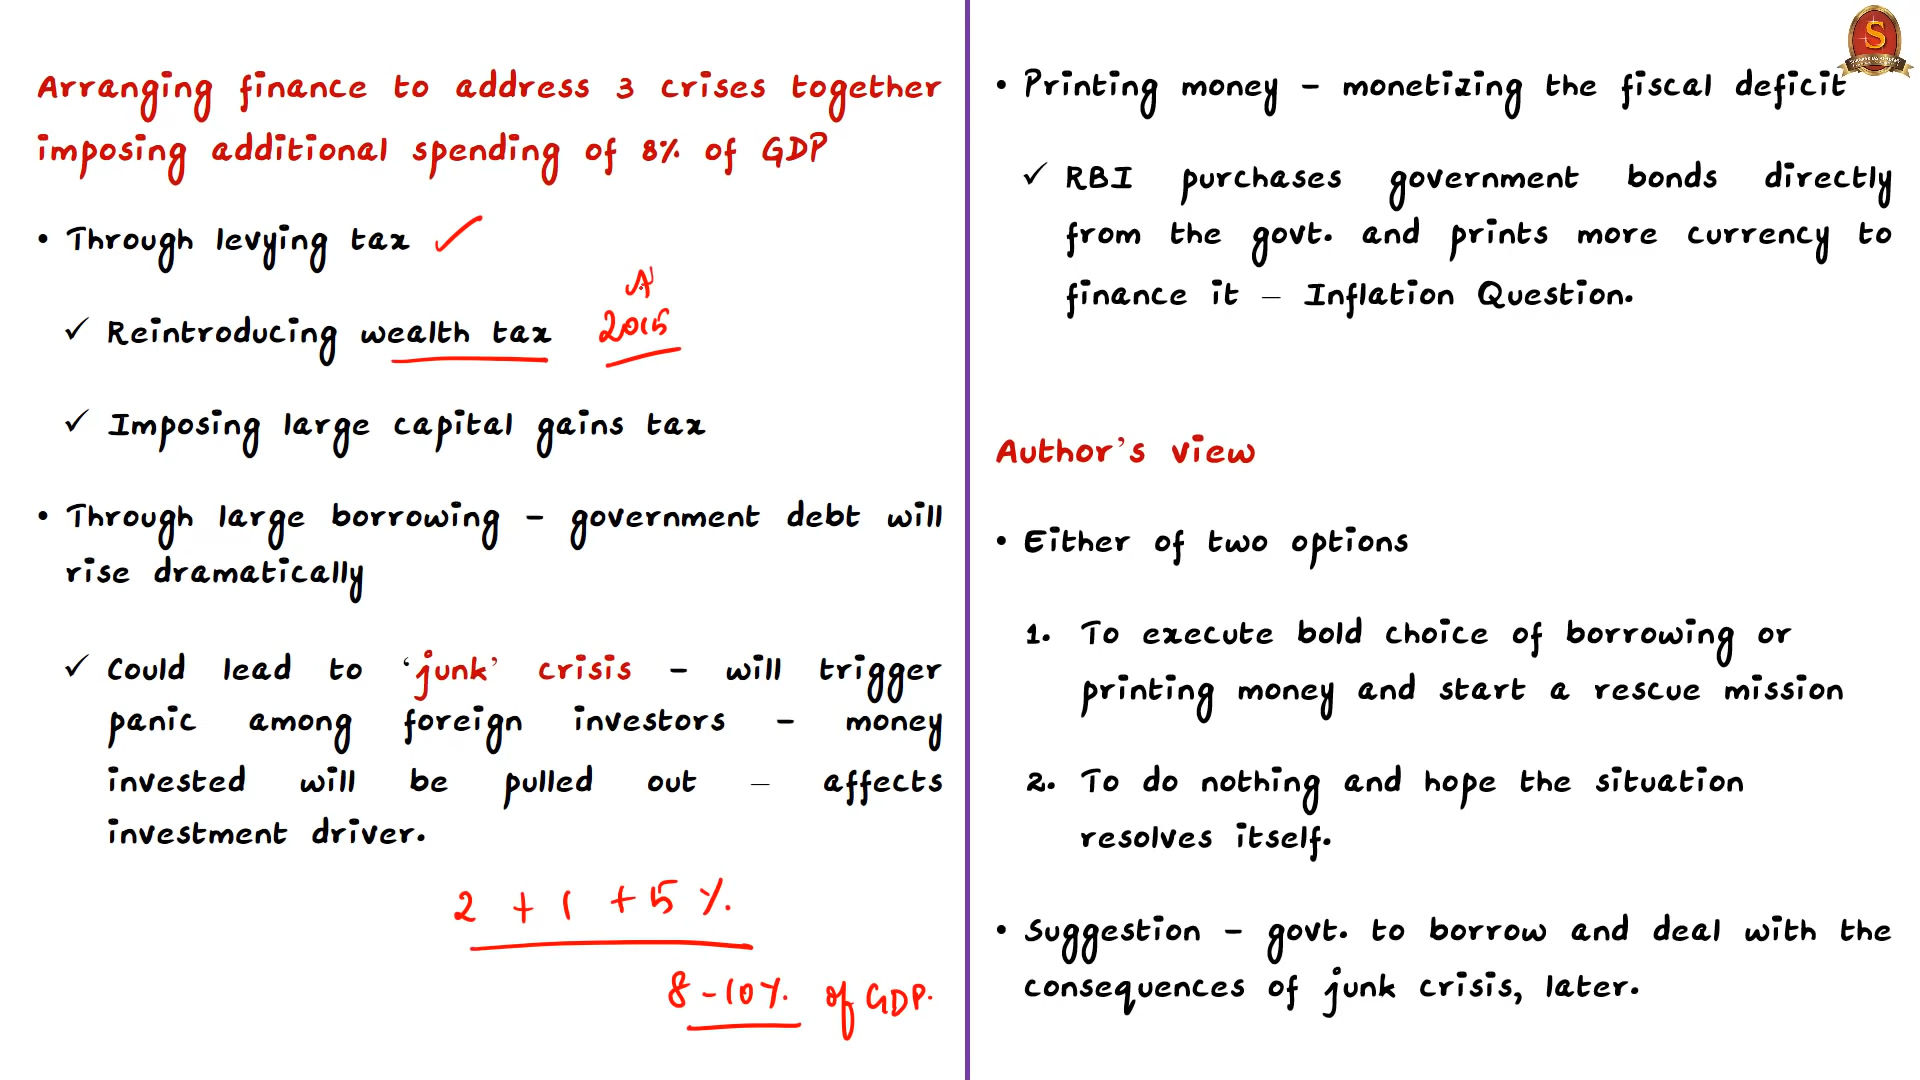 Arranging finance to address 3 crises together
imposing additional spending of 8% of GDP
• Through levying tax ✓
✓ Reintroducing wealth tax
2015
✓ Imposing large capital gains tax
• Through large borrowing – government debt will
rise dramatically
✓ Could lead to ‘junk’ crisis – will trigger
panic among foreign investors – money
invested will be pulled out – affects
investment driver.
2 + 1 + 5 %.
8 – 10%. of GDP.
• Printing money – monetizing the fiscal deficit
✓ RBI purchases government bonds directly
from the govt. and prints more currency to
finance it – Inflation Question.
Author’s view
• Either of two options
1. To execute bold choice of borrowing or
printing money and start a rescue mission
2. To do nothing and hope the situation
resolves itself.
• Suggestion – govt. to borrow and deal with the
consequences of junk crisis, later.
S